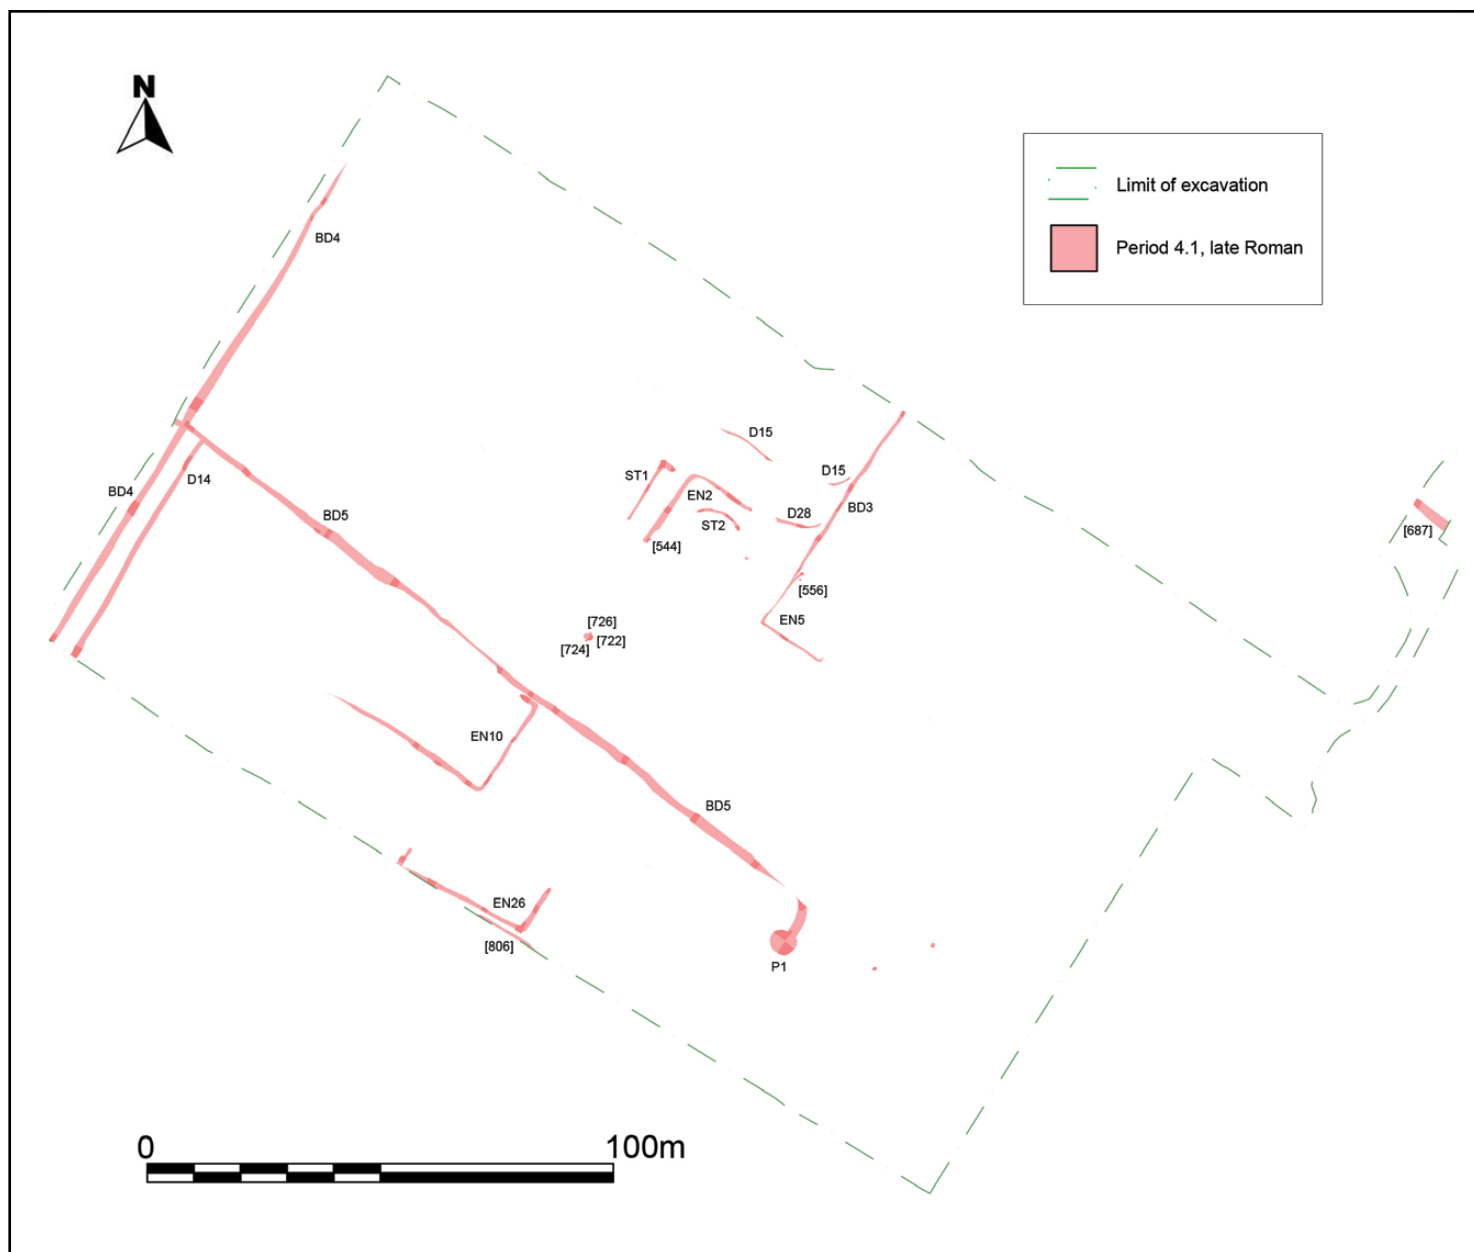 N
Limit of excavation
Period 4.1, late Roman
BD4
D15
ST1
D15
EN2
BD4
D14
BD3
BD5
D28
ST2
[687]
[544]
[556]
[726]
EN5
[722]
[724]
EN10
BD5
EN26
[806]
P1
0
100m